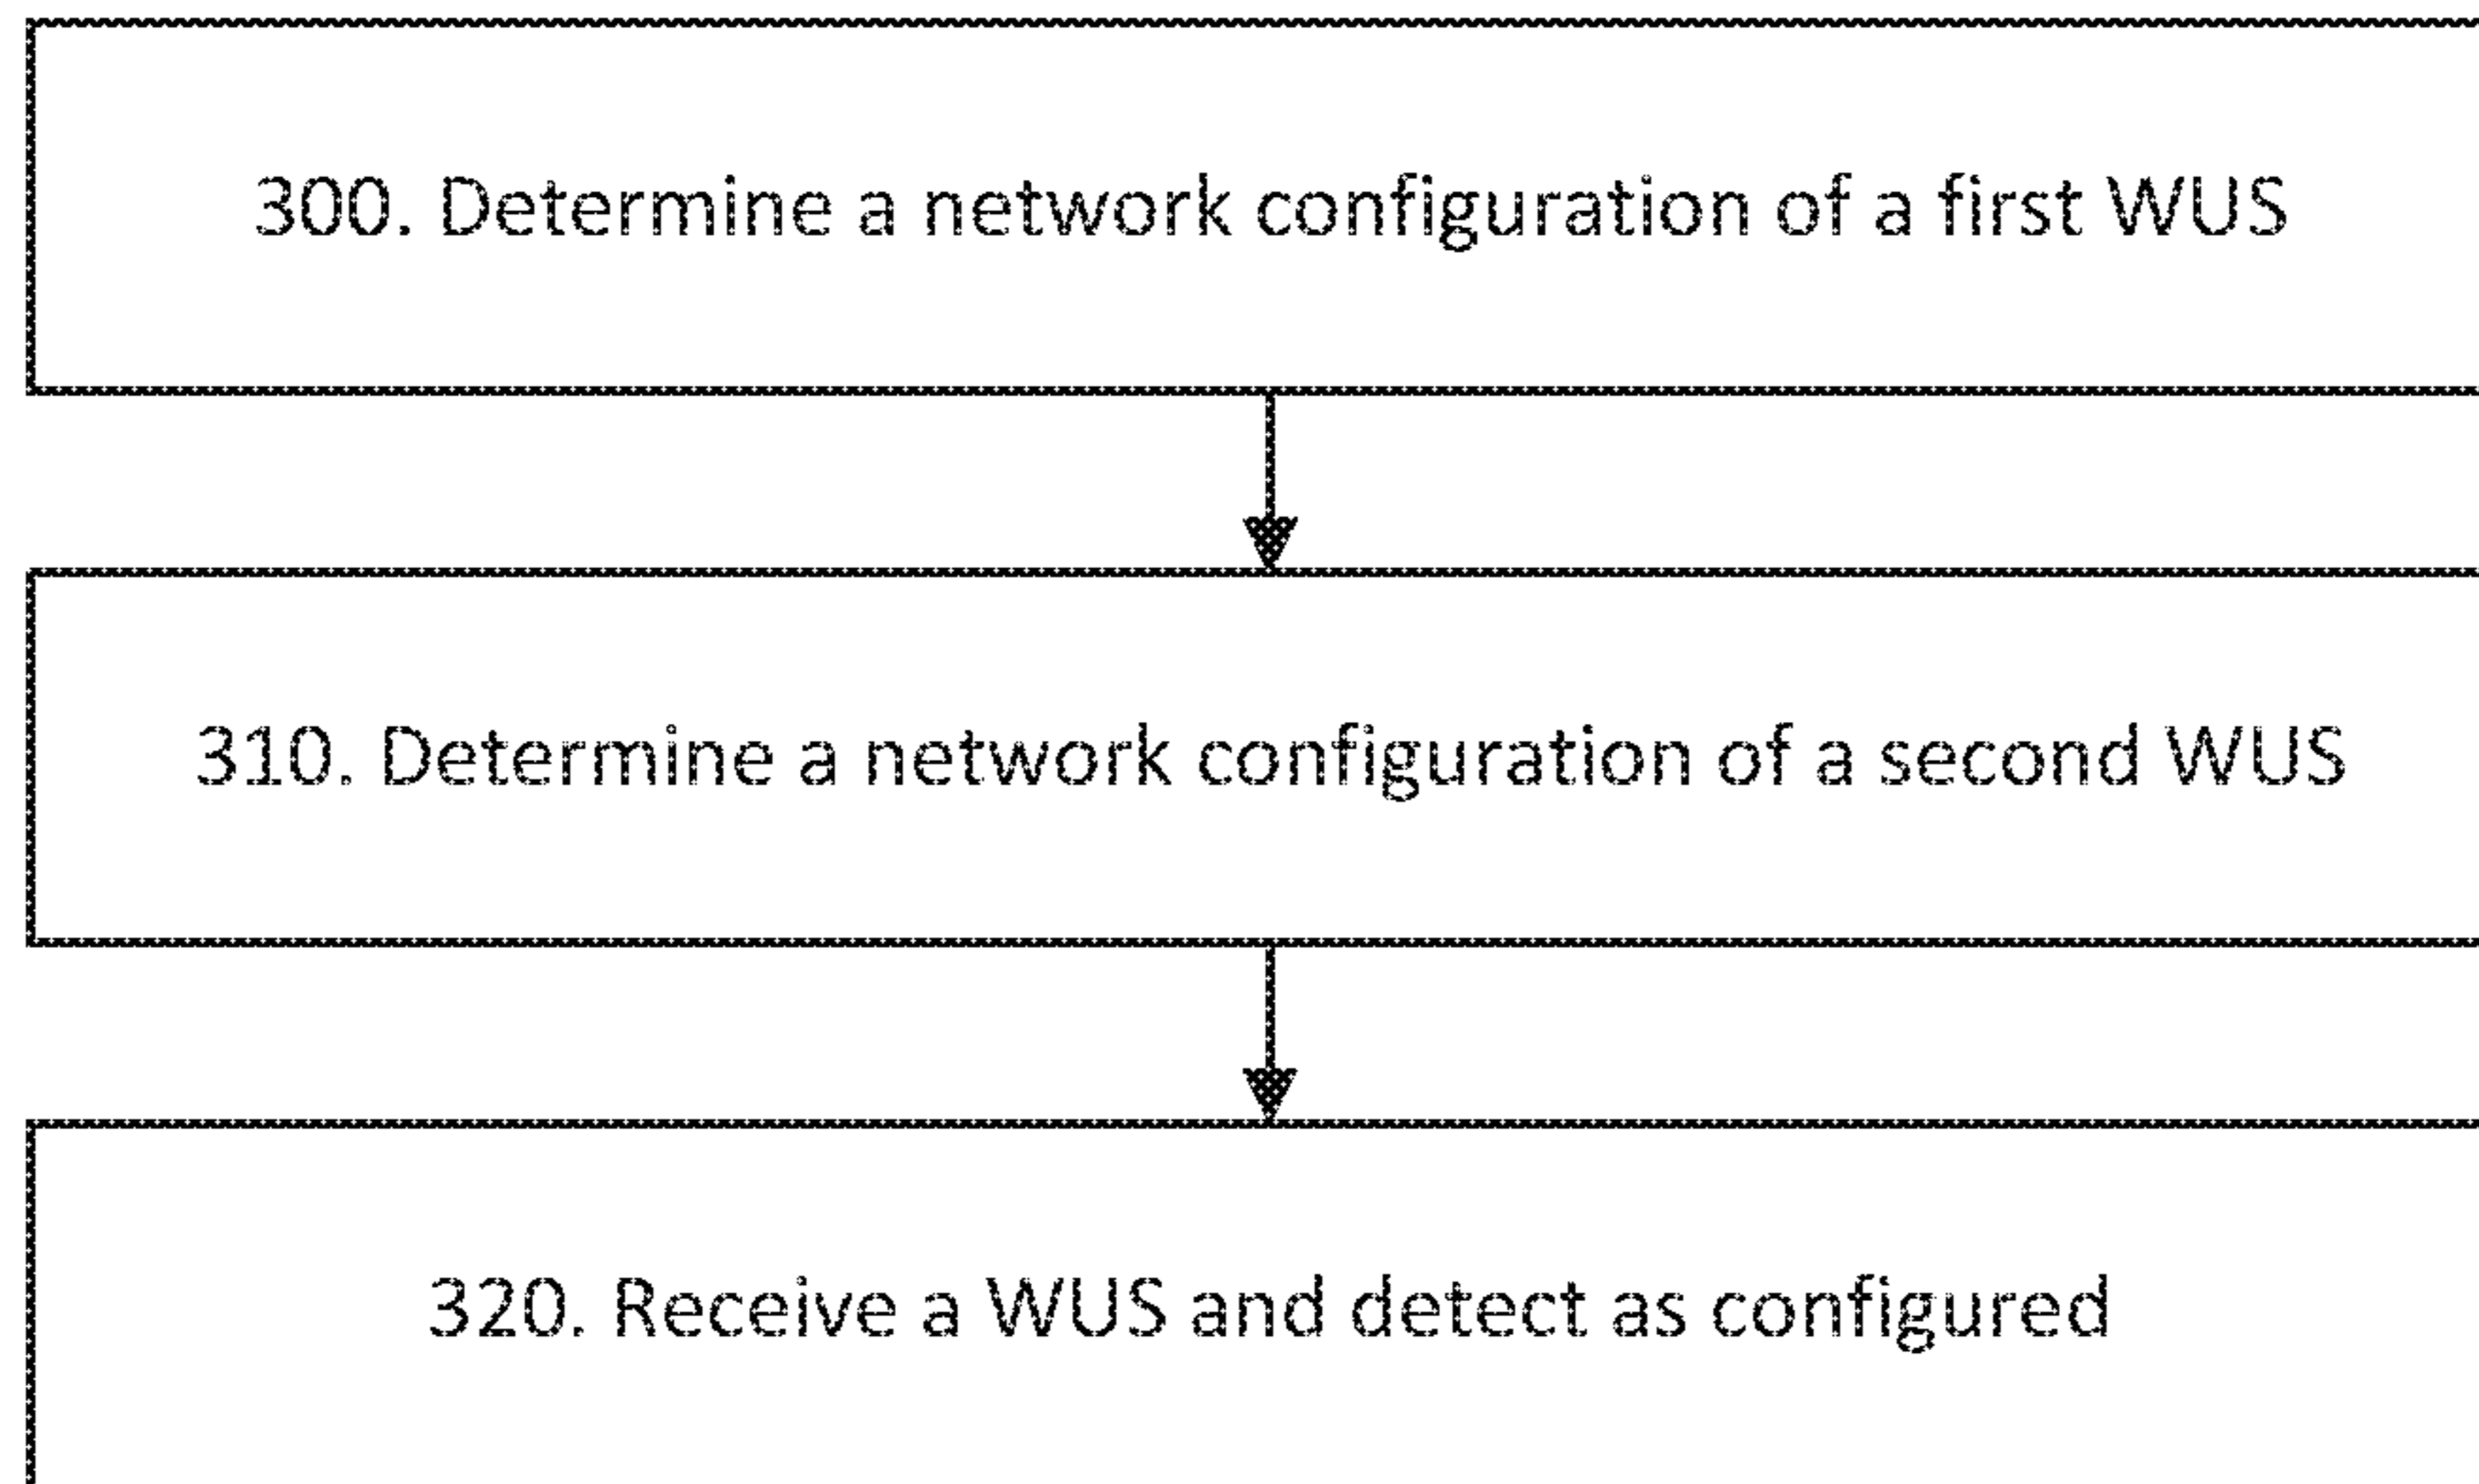 300. Determine a network configuration of a first WUS
310. Determine a network configuration of a second WUS
320. Receive a WUS and detect as configured